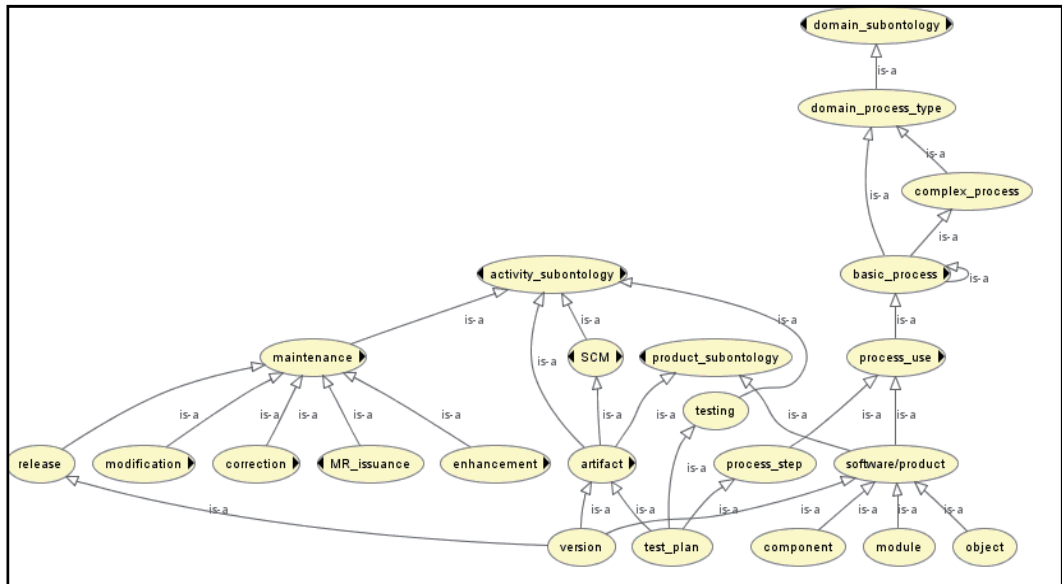 domain_subontology
is-a
domain_process_type
is-a
complex_process
is-a
is-a
activity_subontology
basic_process
is-a
is-a
is-a
is-a
is-a
maintenance
SCM
product_subontology
process_use
is-a
testing
is-a
is-a
is-a
is-a
is-a
is-a
is-a
is-a
is-a
release
modification
correction
MR_issuance
enhancement
artifact
process_step
software/product
is-a
is-a
is-a
is-a
is-a
is-a
is-a
is-a
is-a
version
test_plan
component
module
object